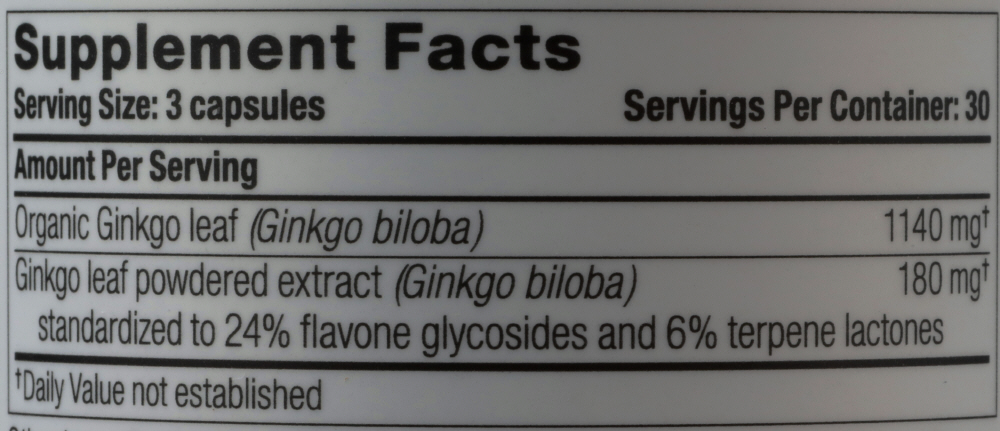 Supplement Facts
Serving Size: 3 capsules Servings Per Container: 30
Amount Per Serving
Organic Ginkgo leaf (Ginkgo biloba) 1140 mg†
Ginkgo leaf powdered extract (Ginkgo biloba) 180 mg†
standardized to 24% flavone glycosides and 6% terpene lactones
†Daily Value not established